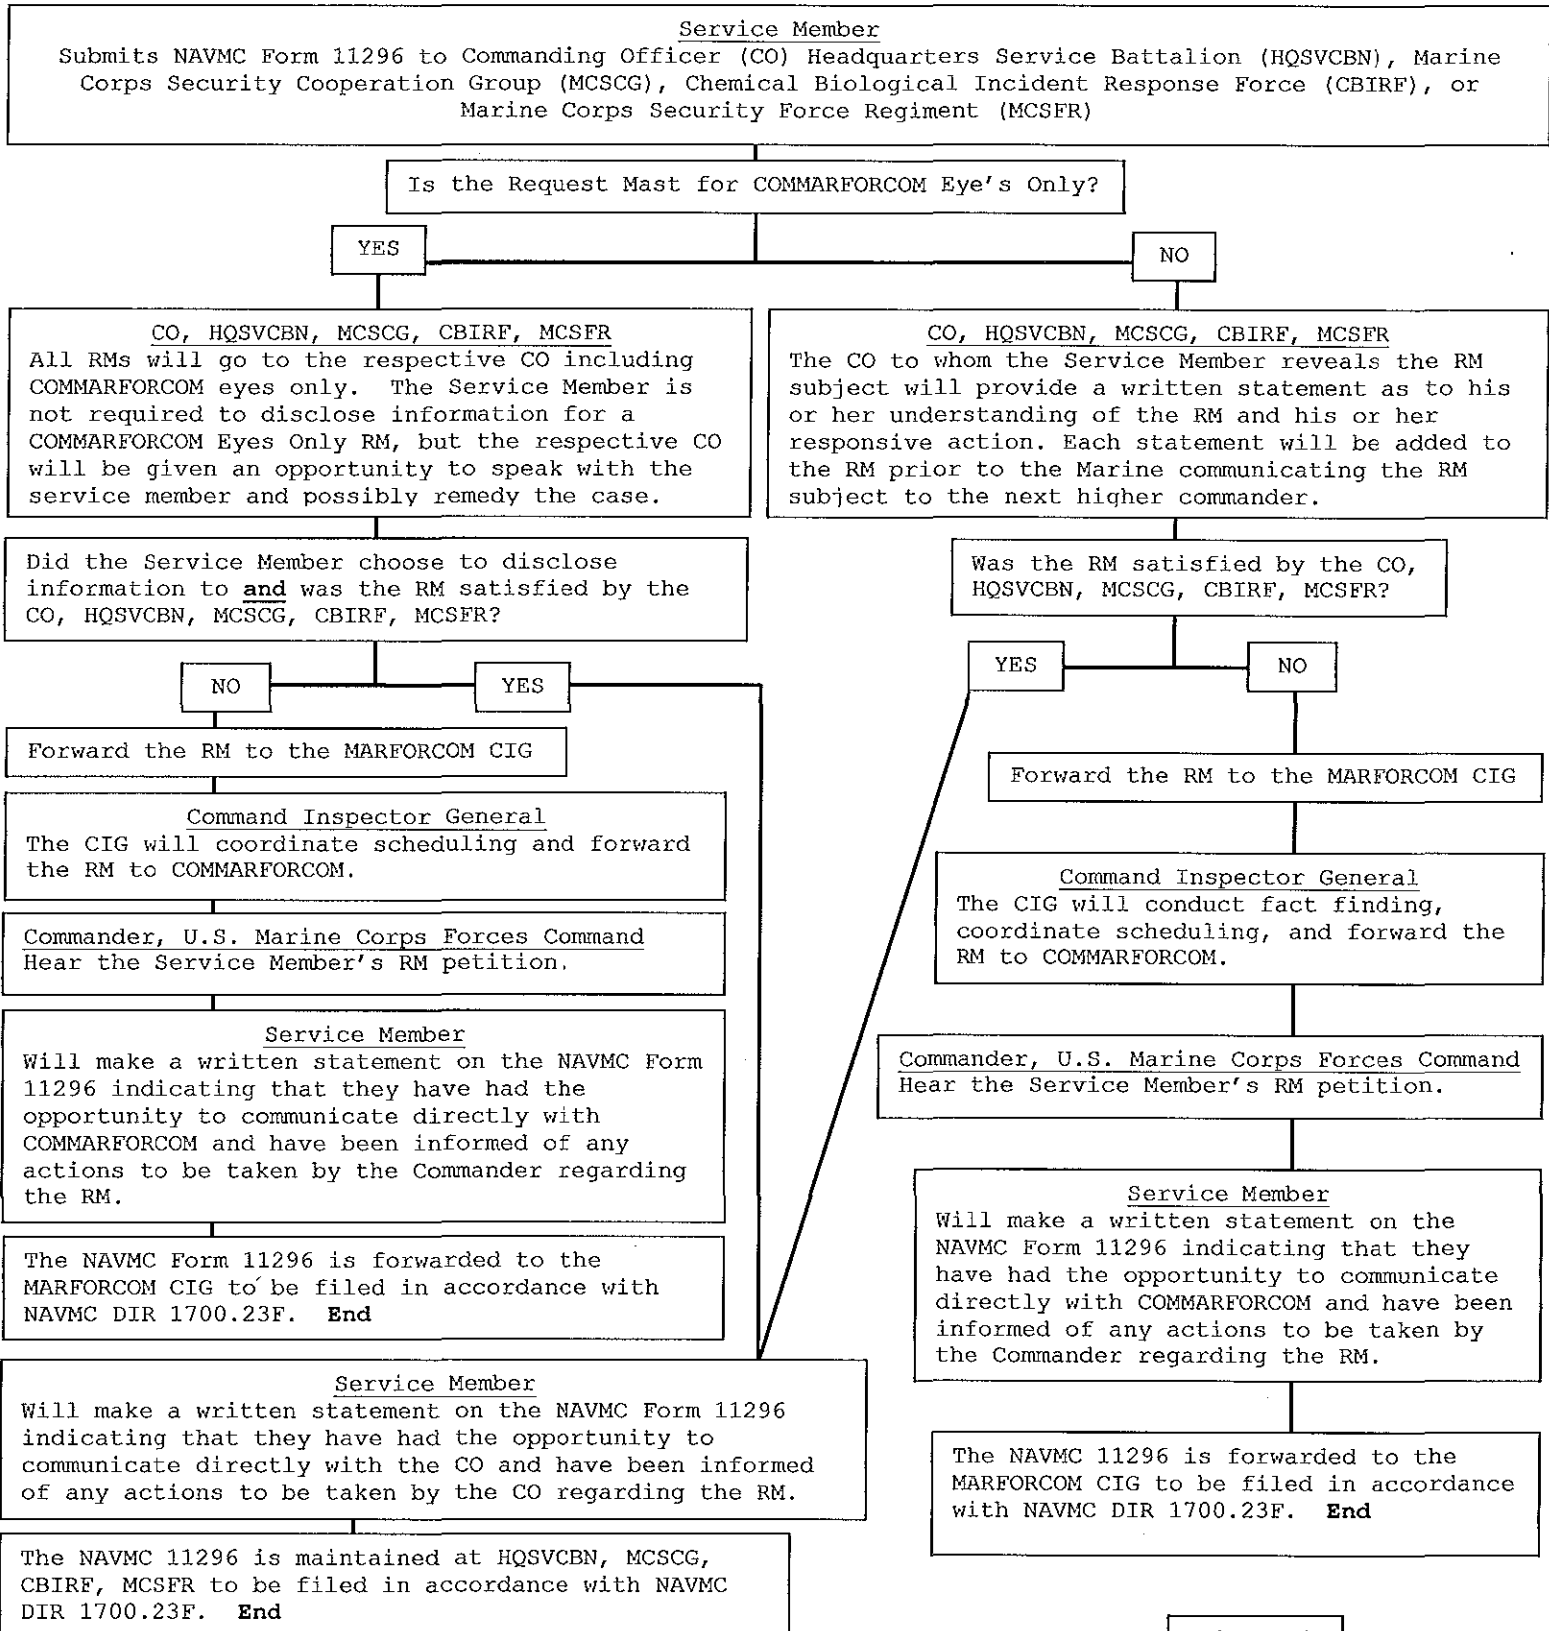 Service Member
Submits NAVMC Form 11296 to Commanding Officer (CO) Headquarters Service Battalion (HQSVCBN), Marine
Corps Security Cooperation Group (MCSCG), Chemical Biological Incident Response Force (CBIRF), or
Marine Corps Security Force Regiment (MCSFR)
Is the Request Mast for COMMARFORCOM Eye's Only?
YES
NO
CO, HQSVCBN, MCSCG, CBIRF, MCSFR
All RMs will go to the respective CO including
COMMARFORCOM eyes only. The Service Member is
not required to disclose information for a
COMMARFORCOM Eyes Only RM, but the respective CO
will be given an opportunity to speak with the
service member and possibly remedy the case.
CO, HQSVCBN, MCSCG, CBIRF, MCSFR
The CO to whom the Service Member reveals the RM
subject will provide a written statement as to his
or her understanding of the RM and his or her
responsive action. Each statement will be added to
the RM prior to the Marine communicating the RM
subject to the next higher commander.
Did the Service Member choose to disclose
information to and was the RM satisfied by the
CO, HQSVCBN, MCSCG, CBIRF, MCSFR?
Was the RM satisfied by the CO,
HQSVCBN, MCSCG, CBIRF, MCSFR?
NO
YES
YES
NO
Forward the RM to the MARFORCOM CIG
Command Inspector General
The CIG will coordinate scheduling and forward
the RM to COMMARFORCOM.
Commander, U.S. Marine Corps Forces Command
Hear the Service Member's RM petition.
Service Member
Will make a written statement on the NAVMC Form
11296 indicating that they have had the
opportunity to communicate directly with
COMMARFORCOM and have been informed of any
actions to be taken by the Commander regarding
the RM.
The NAVMC Form 11296 is forwarded to the
MARFORCOM CIG to be filed in accordance with
NAVMC DIR 1700.23F. End
Forward the RM to the MARFORCOM CIG
Command Inspector General
The CIG will conduct fact finding,
coordinate scheduling, and forward the
RM to COMMARFORCOM.
Commander, U.S. Marine Corps Forces Command
Hear the Service Member's RM petition.
Service Member
Will make a written statement on the
NAVMC Form 11296 indicating that they
have had the opportunity to communicate
directly with COMMARFORCOM and have been
informed of any actions to be taken by
the Commander regarding the RM.
The NAVMC 11296 is forwarded to the
MARFORCOM CIG to be filed in accordance
with NAVMC DIR 1700.23F. End
Service Member
Will make a written statement on the NAVMC Form 11296
indicating that they have had the opportunity to
communicate directly with the CO and have been informed
of any actions to be taken by the CO regarding the RM.
The NAVMC 11296 is maintained at HQSVCBN, MCSCG,
CBIRF, MCSFR to be filed in accordance with NAVMC
DIR 1700.23F. End